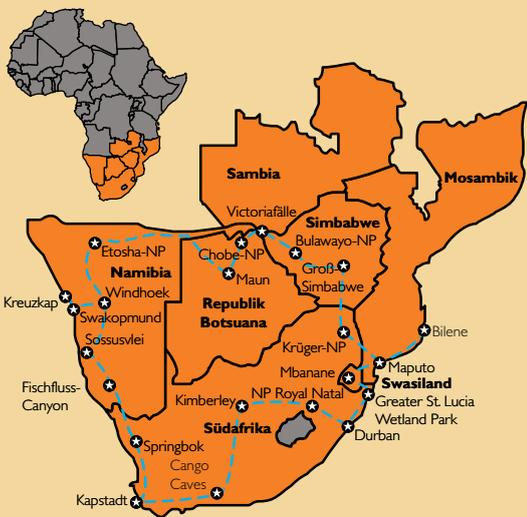 Sambia
Mosambik
Victoriafälle
Simbabwe
Bulawayo-NP
Etosha-NP
Chobe-NP
Groß-
Simbabwe
Namibia
Maun
Windhoek
Kreuzkap
Swakopmund
Republik
Botsuana
Sossusvlei
Bilene
Krüger-NP
Maputo
Mbanane
Swasiland
Fischfluss-
Canyon
Kimberley
NP Royal Natal
Greater St. Lucia
Wetland Park
Südafrika
Durban
Springbok
Cango
Caves
Kapstadt